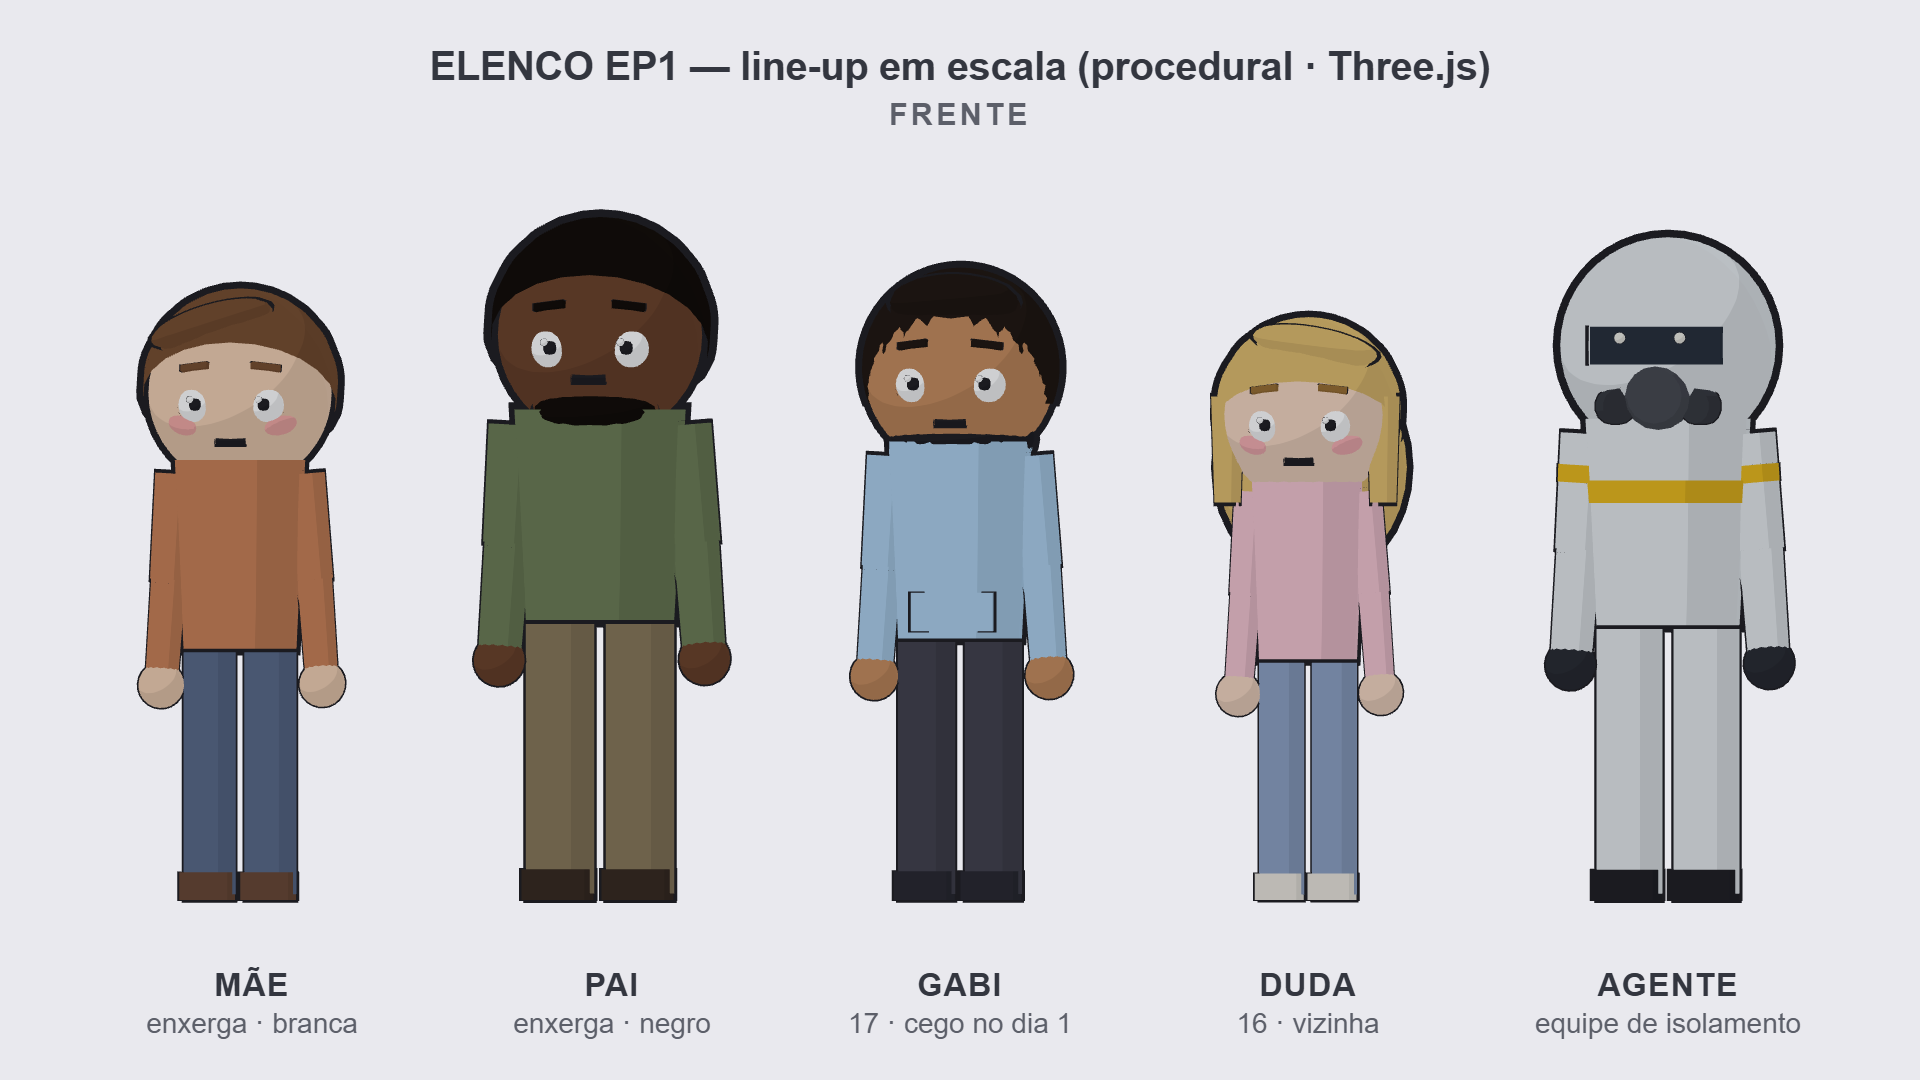 ELENCO EP1 — line-up em escala (procedural · Three.js)
FRENTE
MÃE
enxerga · branca
PAI
enxerga · negro
GABI
17 · cego no dia 1
DUDA
16 · vizinha
AGENTE
equipe de isolamento